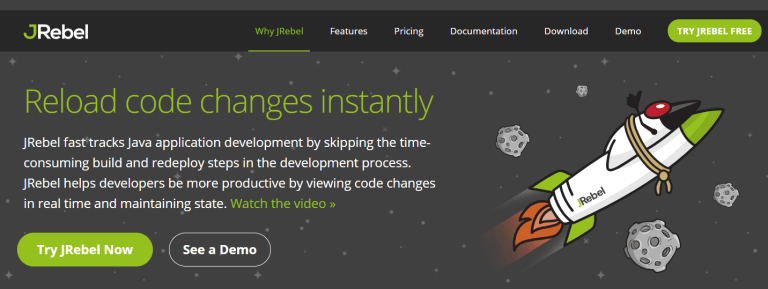 JRebel
Why JRebel
Features
Pricing
Documentation
Download
Demo
TRY JREBEL FREE
Reload code changes instantly
JRebel fast tracks Java application development by skipping the time-
consuming build and redeploy steps in the development process.
JRebel helps developers be more productive by viewing code changes
in real time and maintaining state. Watch the video »
Try JRebel Now
See a Demo
JRebel